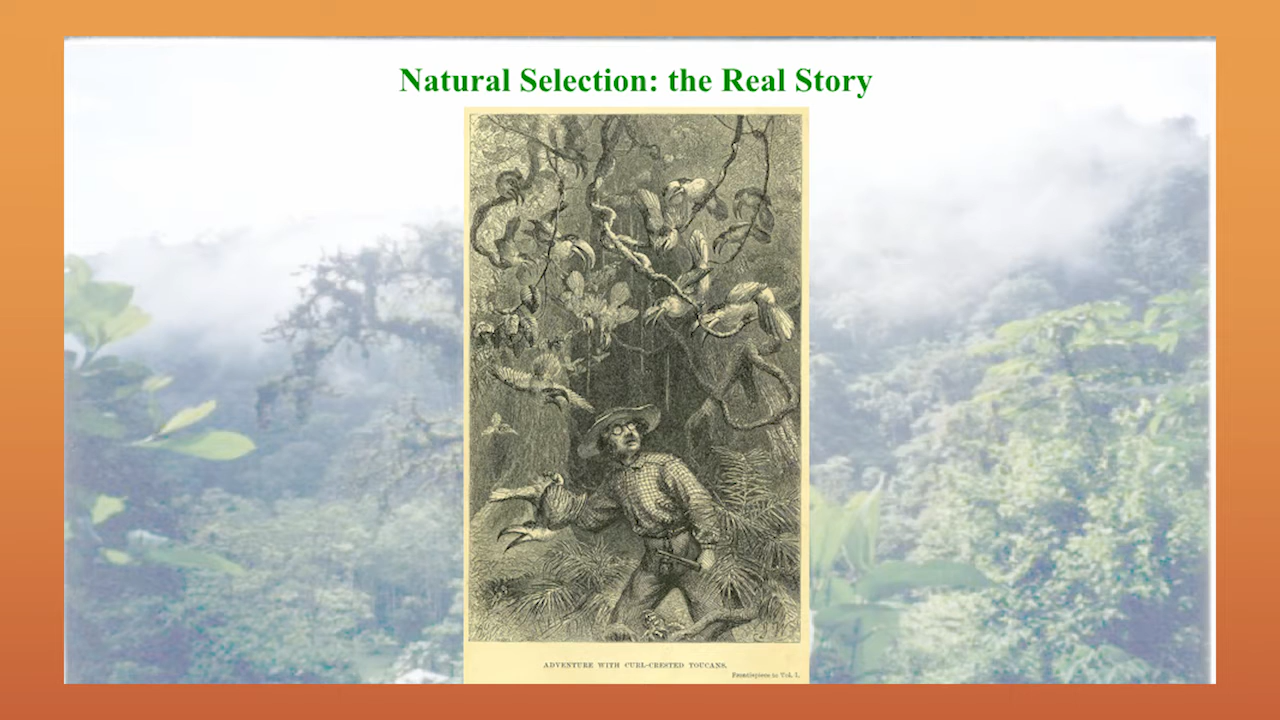 Natural Selection: the Real Story
ADVENTURE WITH CURL-CRESTED TOUCANS.
Frontispiece to Vol. I.